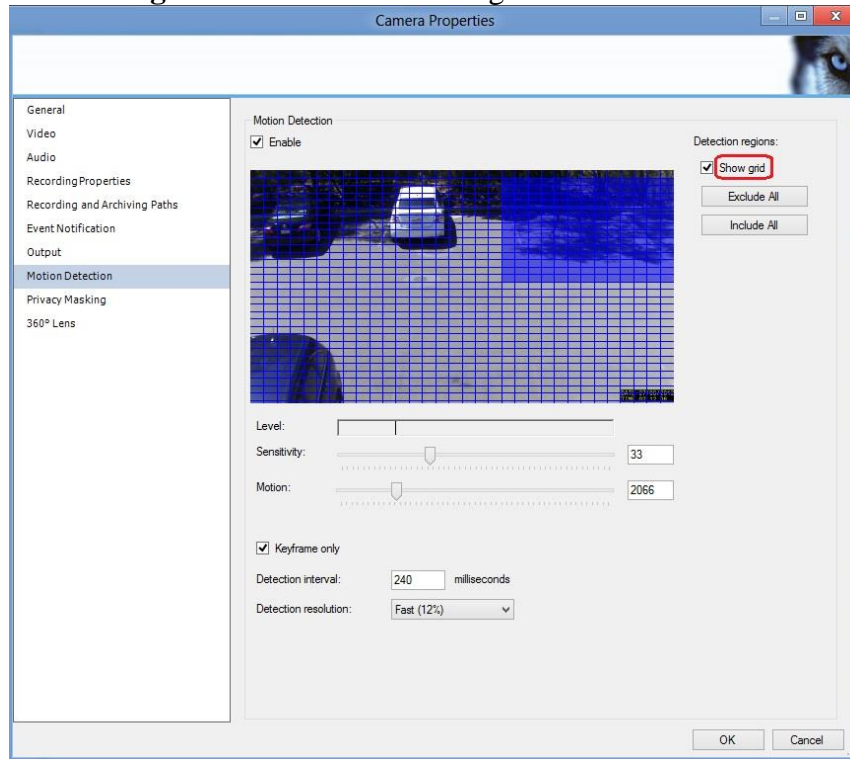 Camera Properties
General
Video
Audio
Recording Properties
Recording and Archiving Paths
Event Notification
Output
Motion Detection
Privacy Masking
360º Lens
Motion Detection
Enable
Detection regions:
Show grid
Exclude All
Include All
Level:
Sensitivity: 33
Motion: 2066
Keyframe only
Detection interval: 240 milliseconds
Detection resolution: Fast (12%)
OK Cancel